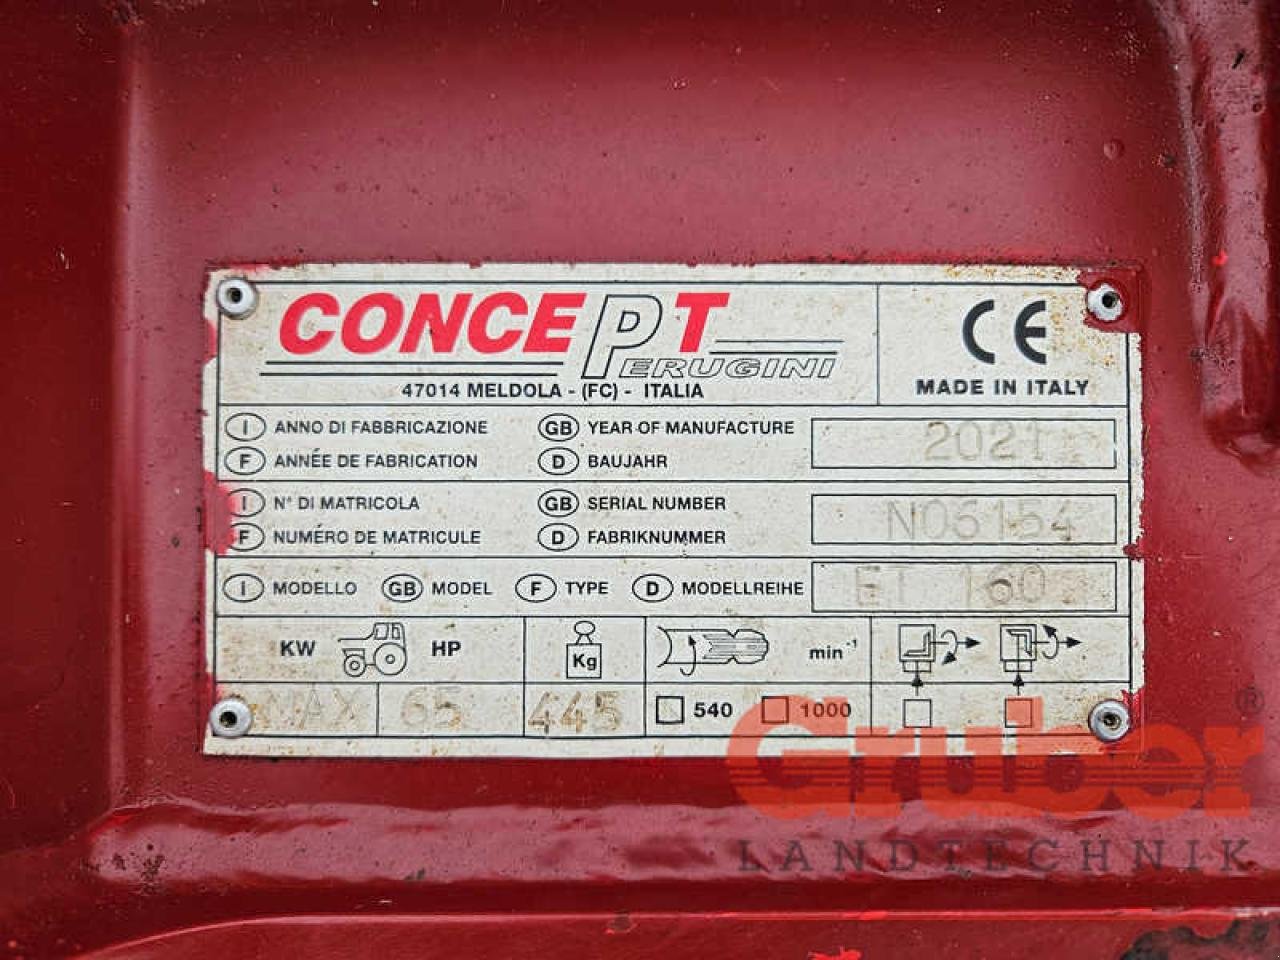 CONCEPT
PERUGINI
47014 MELDOLA - (FC) - ITALIA
CE
MADE IN ITALY
I ANNO DI FABBRICAZIONE GB YEAR OF MANUFACTURE 2021
F ANNÉE DE FABRICATION D BAUJAHR
I N° DI MATRICOLA GB SERIAL NUMBER N06154
F NUMÉRO DE MATRICULE D FABRIKNUMMER
I MODELLO GB MODEL F TYPE D MODELLREIHE ET 160
KW HP Kg min⁻¹
MAX 65 445 540 1000
Gruber®
LANDTECHNIK